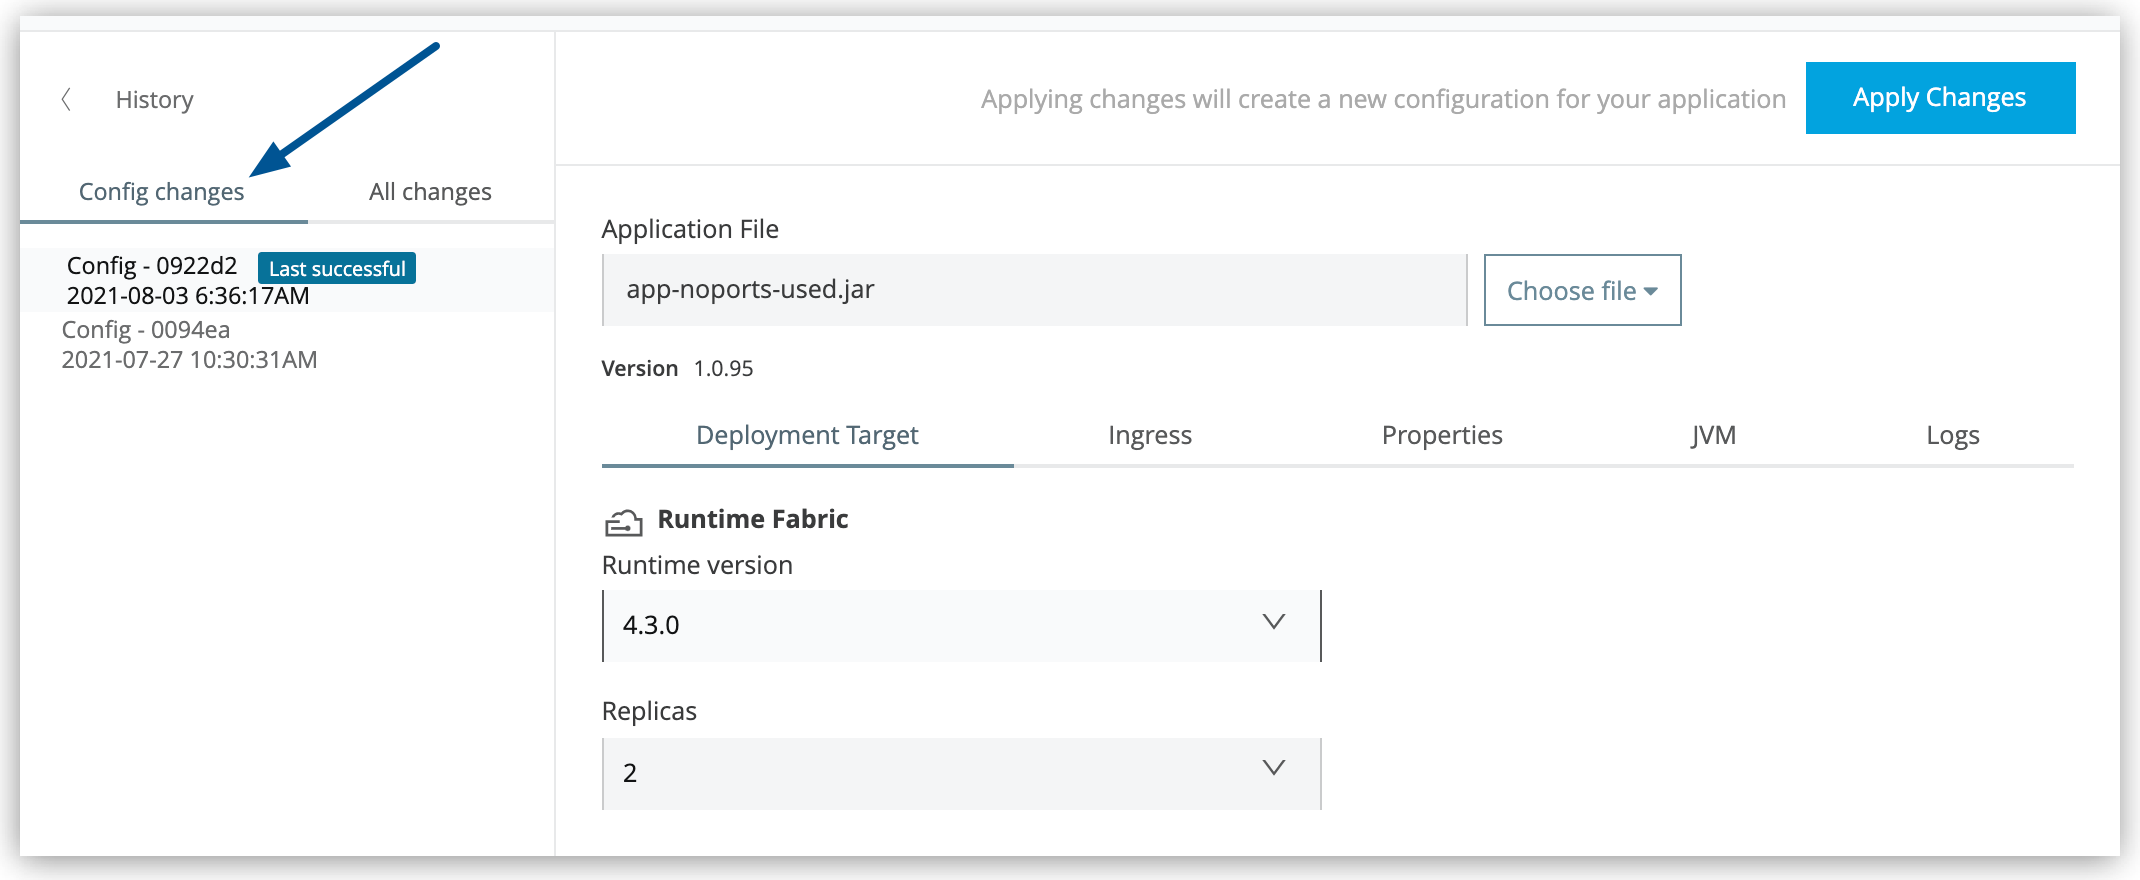 History
Config changes
All changes
Config - 0922d2 Last successful
2021-08-03 6:36:17AM
Config - 0094ea
2021-07-27 10:30:31AM
Applying changes will create a new configuration for your application
Apply Changes
Application File
app-noports-used.jar
Choose file
Version 1.0.95
Deployment Target
Ingress
Properties
JVM
Logs
Runtime Fabric
Runtime version
4.3.0
Replicas
2